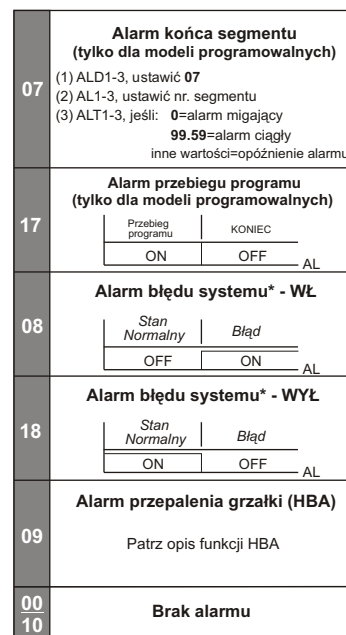 07
Alarm końca segmentu
(tylko dla modeli programowalnych)
(1) ALD1-3, ustawić 07
(2) AL1-3, ustawić nr. segmentu
(3) ALT1-3, jeśli: 0=alarm migający
99.59=alarm ciągły
inne wartości=opóźnienie alarmu
17
Alarm przebiegu programu
(tylko dla modeli programowalnych)
Przebieg programu KONIEC
ON OFF AL
08
Alarm błędu systemu* - WŁ
Stan Normalny Błąd
OFF ON AL
18
Alarm błędu systemu* - WYŁ
Stan Normalny Błąd
ON OFF AL
09
Alarm przepalenia grzałki (HBA)
Patrz opis funkcji HBA
00
10
Brak alarmu